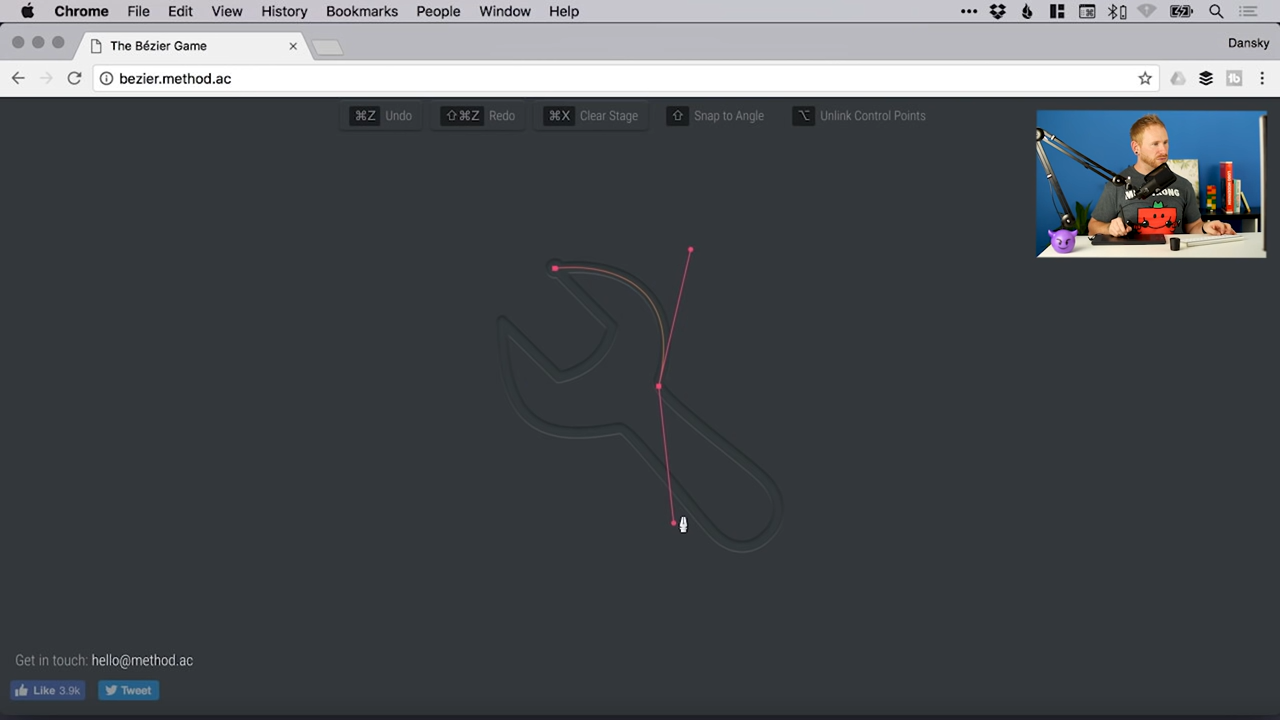 Chrome File Edit View History Bookmarks People Window Help
The Bézier Game
Dansky
bezier.method.ac
⌘Z Undo ⇧⌘Z Redo ⌘X Clear Stage ⇧ Snap to Angle ⌥ Unlink Control Points
Get in touch: hello@method.ac
Like 3.9k Tweet